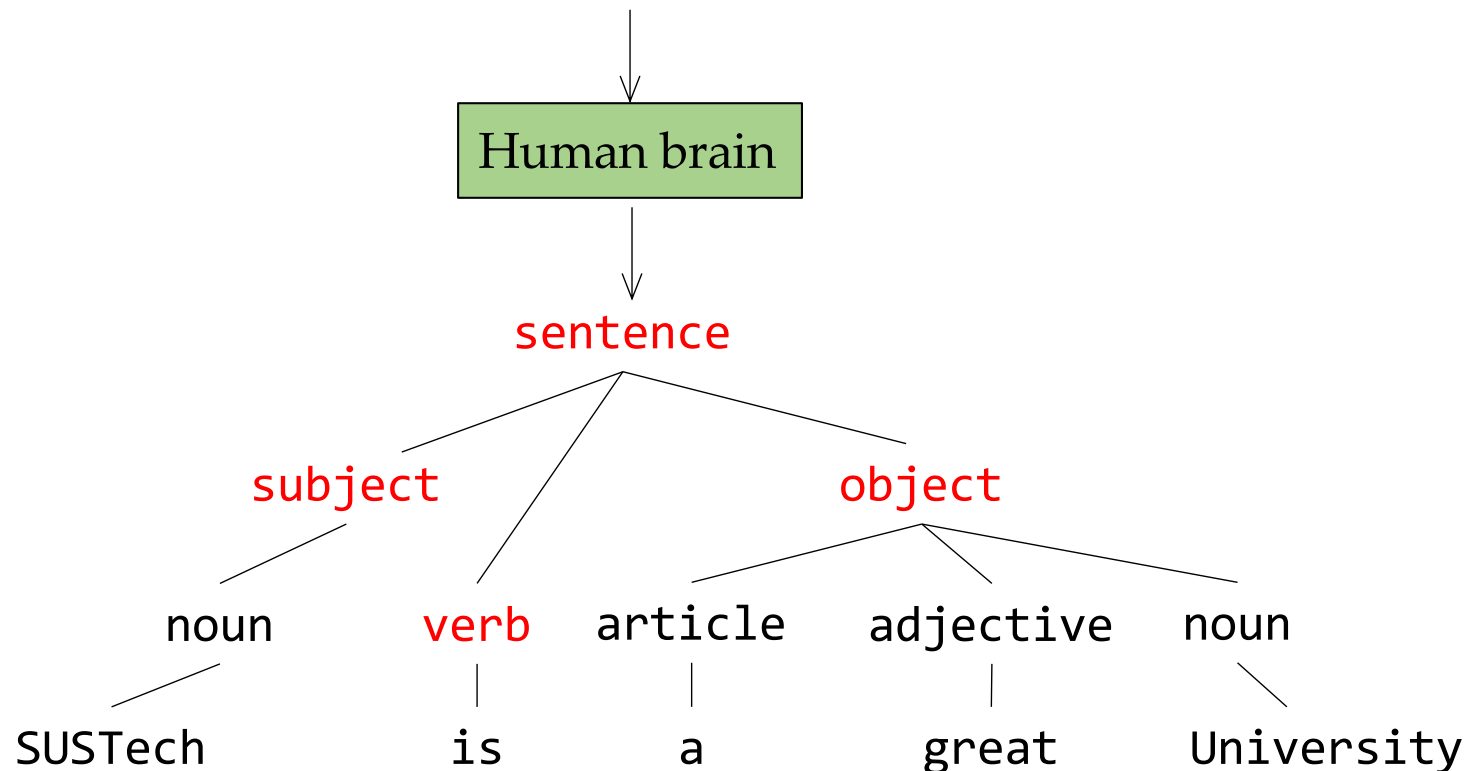 Human brain
sentence
subject object
noun verb article adjective noun
SUSTech is a great University